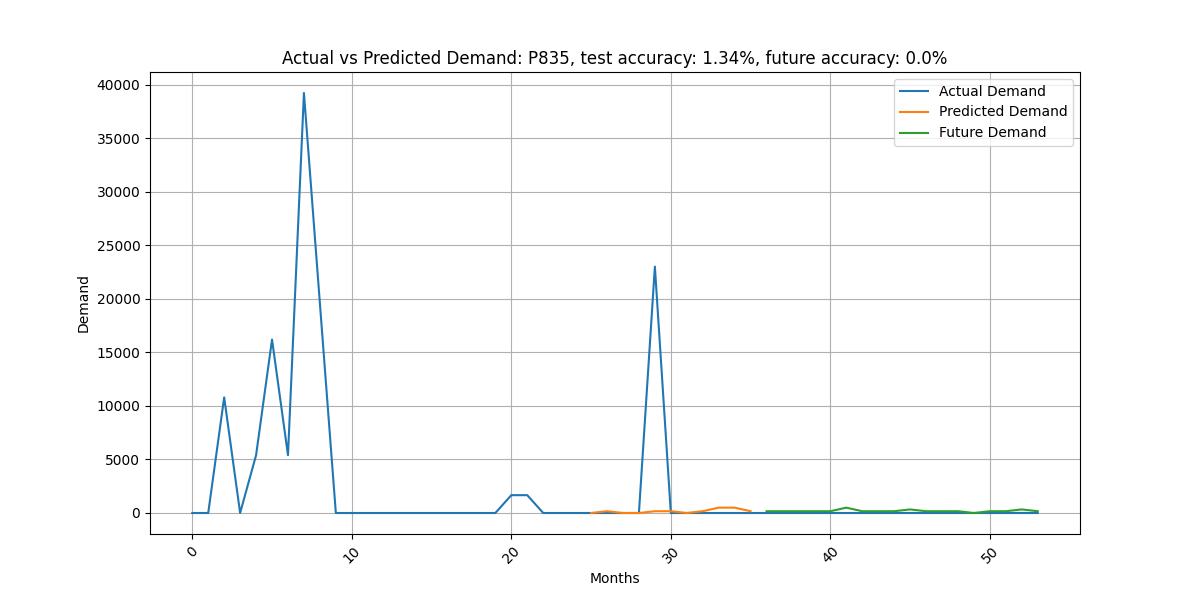 Actual vs Predicted Demand: P835, test accuracy: 1.34%, future accuracy: 0.0%
Actual Demand
Predicted Demand
Future Demand
Demand
40000
35000
30000
25000
20000
15000
10000
5000
0
0 10 20 30 40 50
Months